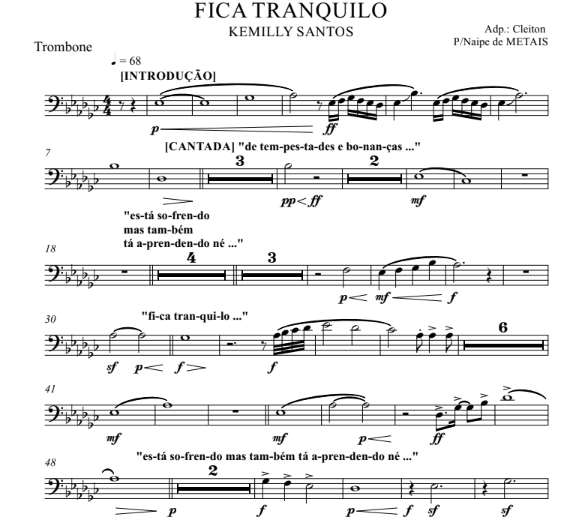 FICA TRANQUILO
KEMILLY SANTOS
Adp.: Cleiton
P/Naipe de METAIS
Trombone
♩ = 68
[INTRODUÇÃO]
p ff
7 [CANTADA] "de tem-pes-ta-des e bo-nan-ças ..."
3 2
pp ff mf
"es-tá so-fren-do
mas tam-bém
tá a-pren-den-do né ..."
18 4 3
p mf f
30 "fi-ca tran-qui-lo ..."
6
sf p f f
41
mf mf p ff
48 "es-tá so-fren-do mas tam-bém tá a-pren-den-do né ..."
2
p f p f sf sf